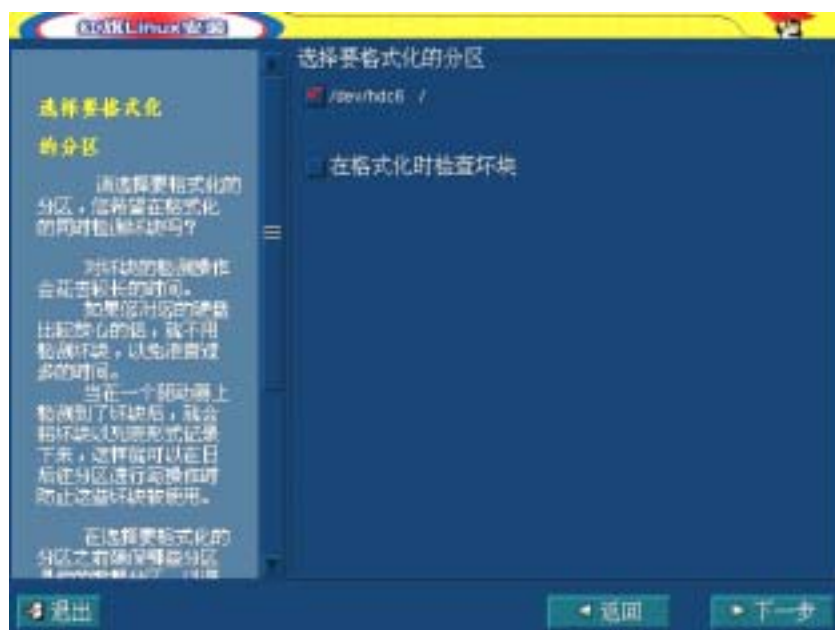 红旗Linux安装
选择要格式化
的分区
请选择要格式化的
分区，您希望在格式化
的同时检测坏块吗？
对坏块的检测操作
会花去较长的时间。
如果您对您的硬盘
比较放心的话，就不用
检测坏块，以免浪费过
多的时间。
当在一个驱动器上
检测到了坏块后，就会
将坏块以列表形式记录
下来，这样就可以在日
后往分区进行写操作时
防止这些坏块被使用。
在选择要格式化的
分区之前确保哪些分区
选择要格式化的分区
/dev/hdc6 /
在格式化时检查坏块
退出
返回
下一步